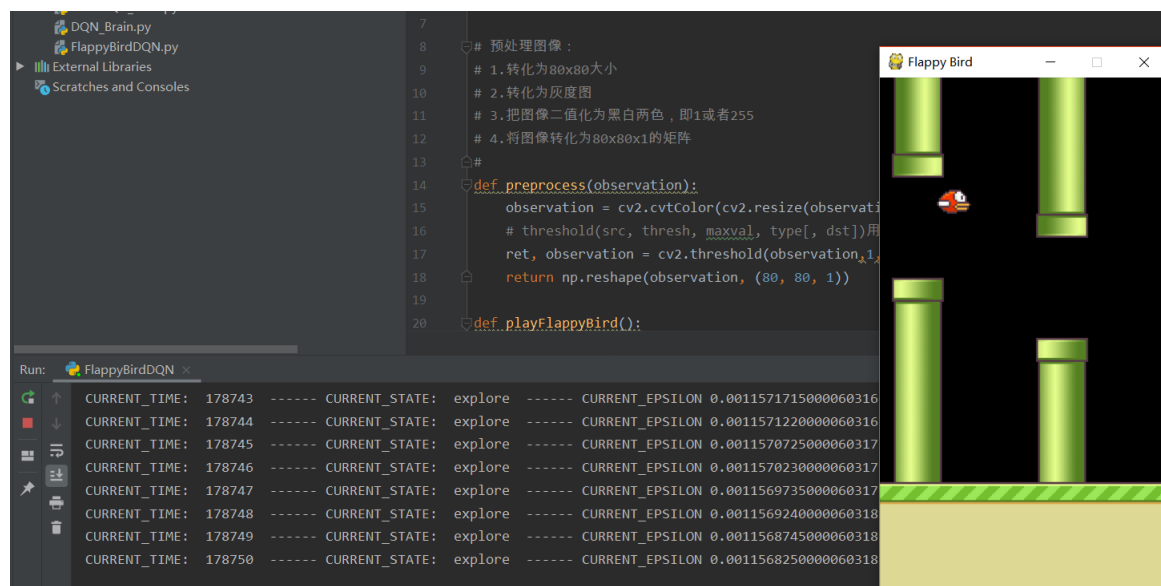 DQN_Brain.py
FlappyBirdDQN.py
External Libraries
Scratches and Consoles
7
8 # 预处理图像：
9 # 1.转化为80x80大小
10 # 2.转化为灰度图
11 # 3.把图像二值化为黑白两色，即1或者255
12 # 4.将图像转化为80x80x1的矩阵
13 #
14 def preprocess(observation):
15 observation = cv2.cvtColor(cv2.resize(observati
16 # threshold(src, thresh, maxval, type[, dst])用
17 ret, observation = cv2.threshold(observation,1,
18 return np.reshape(observation, (80, 80, 1))
19
20 def playFlappyBird():
Flappy Bird
Run: FlappyBirdDQN
CURRENT_TIME: 178743 ------ CURRENT_STATE: explore ------ CURRENT_EPSILON 0.0011571715000060316
CURRENT_TIME: 178744 ------ CURRENT_STATE: explore ------ CURRENT_EPSILON 0.0011571220000060316
CURRENT_TIME: 178745 ------ CURRENT_STATE: explore ------ CURRENT_EPSILON 0.0011570725000060317
CURRENT_TIME: 178746 ------ CURRENT_STATE: explore ------ CURRENT_EPSILON 0.0011570230000060317
CURRENT_TIME: 178747 ------ CURRENT_STATE: explore ------ CURRENT_EPSILON 0.0011569735000060317
CURRENT_TIME: 178748 ------ CURRENT_STATE: explore ------ CURRENT_EPSILON 0.0011569240000060318
CURRENT_TIME: 178749 ------ CURRENT_STATE: explore ------ CURRENT_EPSILON 0.0011568745000060318
CURRENT_TIME: 178750 ------ CURRENT_STATE: explore ------ CURRENT_EPSILON 0.0011568250000060318